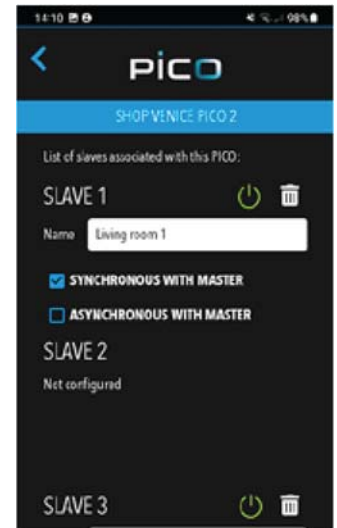 14:10
98%
PICO
SHOP VENICE PICO 2
List of slaves associated with this PICO:
SLAVE 1
Name Living room 1
SYNCHRONOUS WITH MASTER
ASYNCHRONOUS WITH MASTER
SLAVE 2
Not configured
SLAVE 3